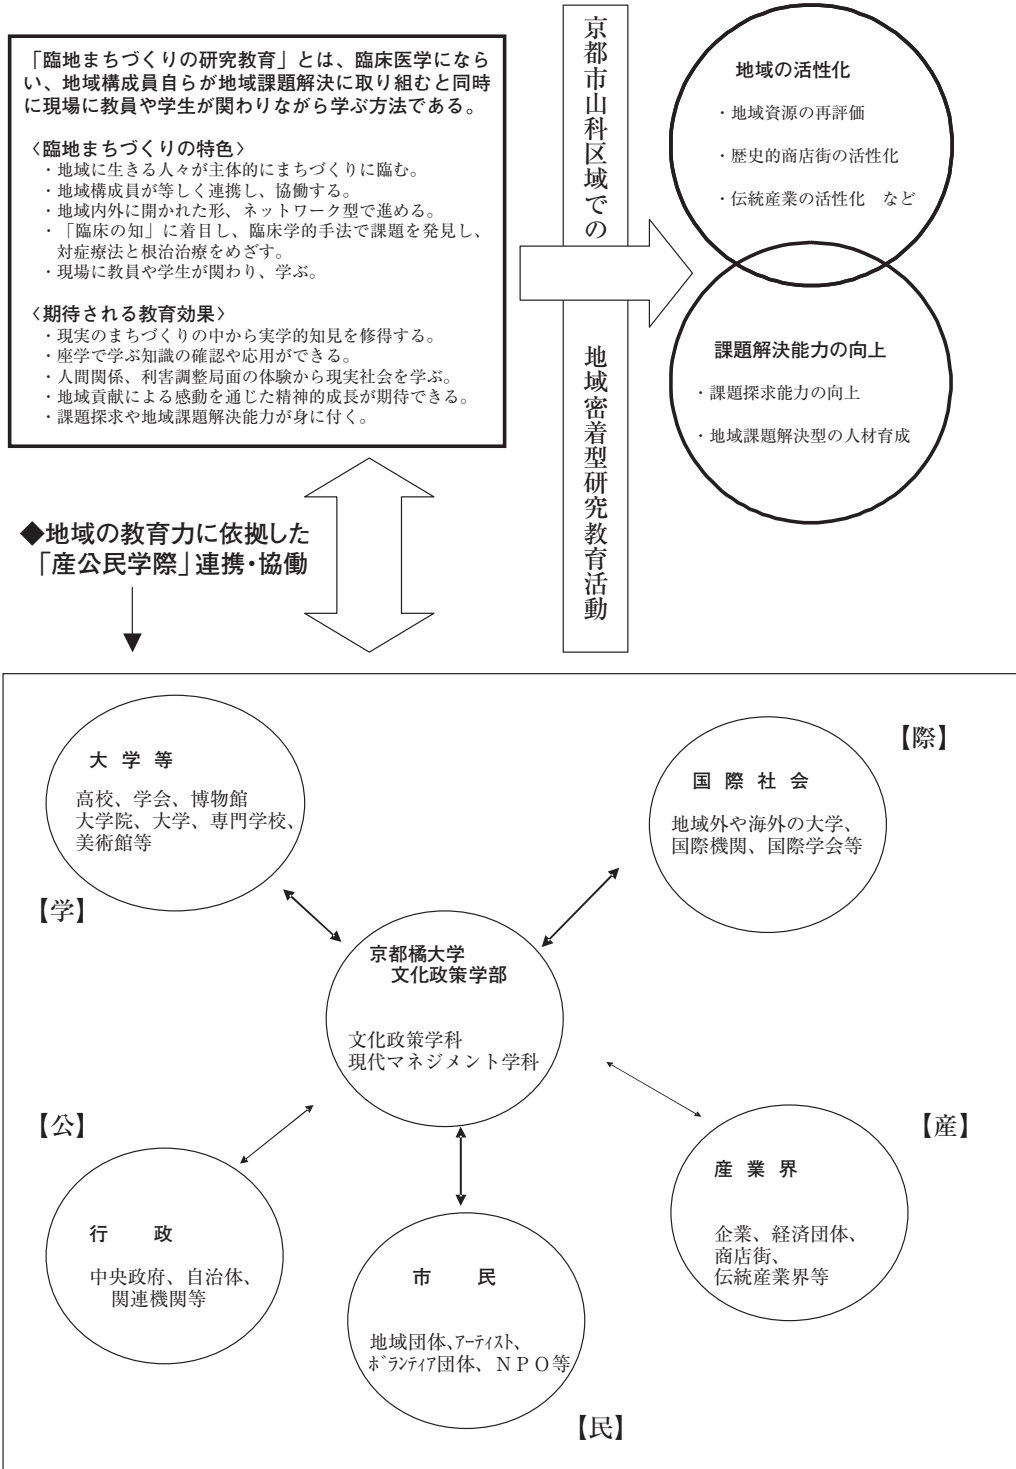 「臨地まちづくりの研究教育」とは、臨床医学になら
い、地域構成員自らが地域課題解決に取り組むと同時
に現場に教員や学生が関わりながら学ぶ方法である。
〈臨地まちづくりの特色〉
・地域に生きる人々が主体的にまちづくりに臨む。
・地域構成員が等しく連携し、協働する。
・地域内外に開かれた形、ネットワーク型で進める。
・「臨床の知」に着目し、臨床学的手法で課題を発見し、
対症療法と根治治療をめざす。
・現場に教員や学生が関わり、学ぶ。
〈期待される教育効果〉
・現実のまちづくりの中から実学的知見を修得する。
・座学で学ぶ知識の確認や応用ができる。
・人間関係、利害調整局面の体験から現実社会を学ぶ。
・地域貢献による感動を通じた精神的成長が期待できる。
・課題探求や地域課題解決能力が身に付く。
京都市山科区域での
地域密着型研究教育活動
地域の活性化
・地域資源の再評価
・歴史的商店街の活性化
・伝統産業の活性化　など
課題解決能力の向上
・課題探求能力の向上
・地域課題解決型の人材育成
◆地域の教育力に依拠した
「産公民学際」連携・協働
大 学 等
高校、学会、博物館
大学院、大学、専門学校、
美術館等
【学】
【際】
国 際 社 会
地域外や海外の大学、
国際機関、国際学会等
京都橘大学
文化政策学部
文化政策学科
現代マネジメント学科
【公】
行　　政
中央政府、自治体、
関連機関等
市　　民
地域団体、ｱｰﾃｨｽﾄ、
ﾎﾞﾗﾝﾃｨｱ団体、ＮＰＯ等
【民】
【産】
産 業 界
企業、経済団体、
商店街、
伝統産業界等